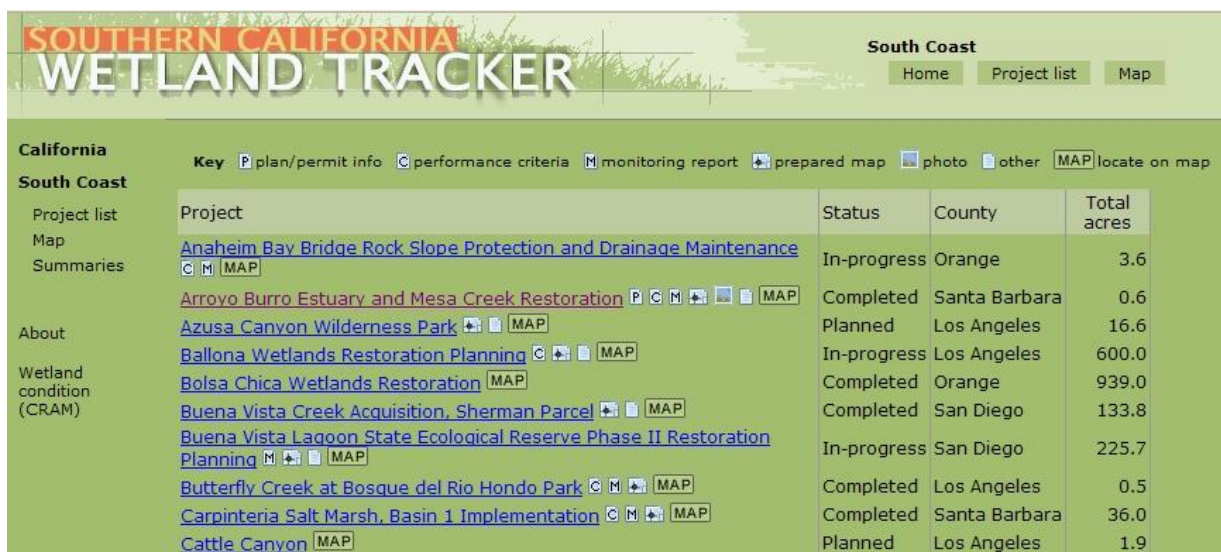 SOUTHERN CALIFORNIA
WETLAND TRACKER
South Coast
Home Project list Map
California
South Coast
Project list
Map
Summaries
About
Wetland
condition
(CRAM)
Key P plan/permit info C performance criteria M monitoring report prepared map photo other MAP locate on map
Project Status County Total acres
Anaheim Bay Bridge Rock Slope Protection and Drainage Maintenance
C M MAP In-progress Orange 3.6
Arroyo Burro Estuary and Mesa Creek Restoration P C M MAP Completed Santa Barbara 0.6
Azusa Canyon Wilderness Park MAP Planned Los Angeles 16.6
Ballona Wetlands Restoration Planning C MAP In-progress Los Angeles 600.0
Bolsa Chica Wetlands Restoration MAP Completed Orange 939.0
Buena Vista Creek Acquisition, Sherman Parcel MAP Completed San Diego 133.8
Buena Vista Lagoon State Ecological Reserve Phase II Restoration
Planning M MAP In-progress San Diego 225.7
Butterfly Creek at Bosque del Rio Hondo Park C M MAP Completed Los Angeles 0.5
Carpinteria Salt Marsh, Basin 1 Implementation C M MAP Completed Santa Barbara 36.0
Cattle Canyon MAP Planned Los Angeles 1.9